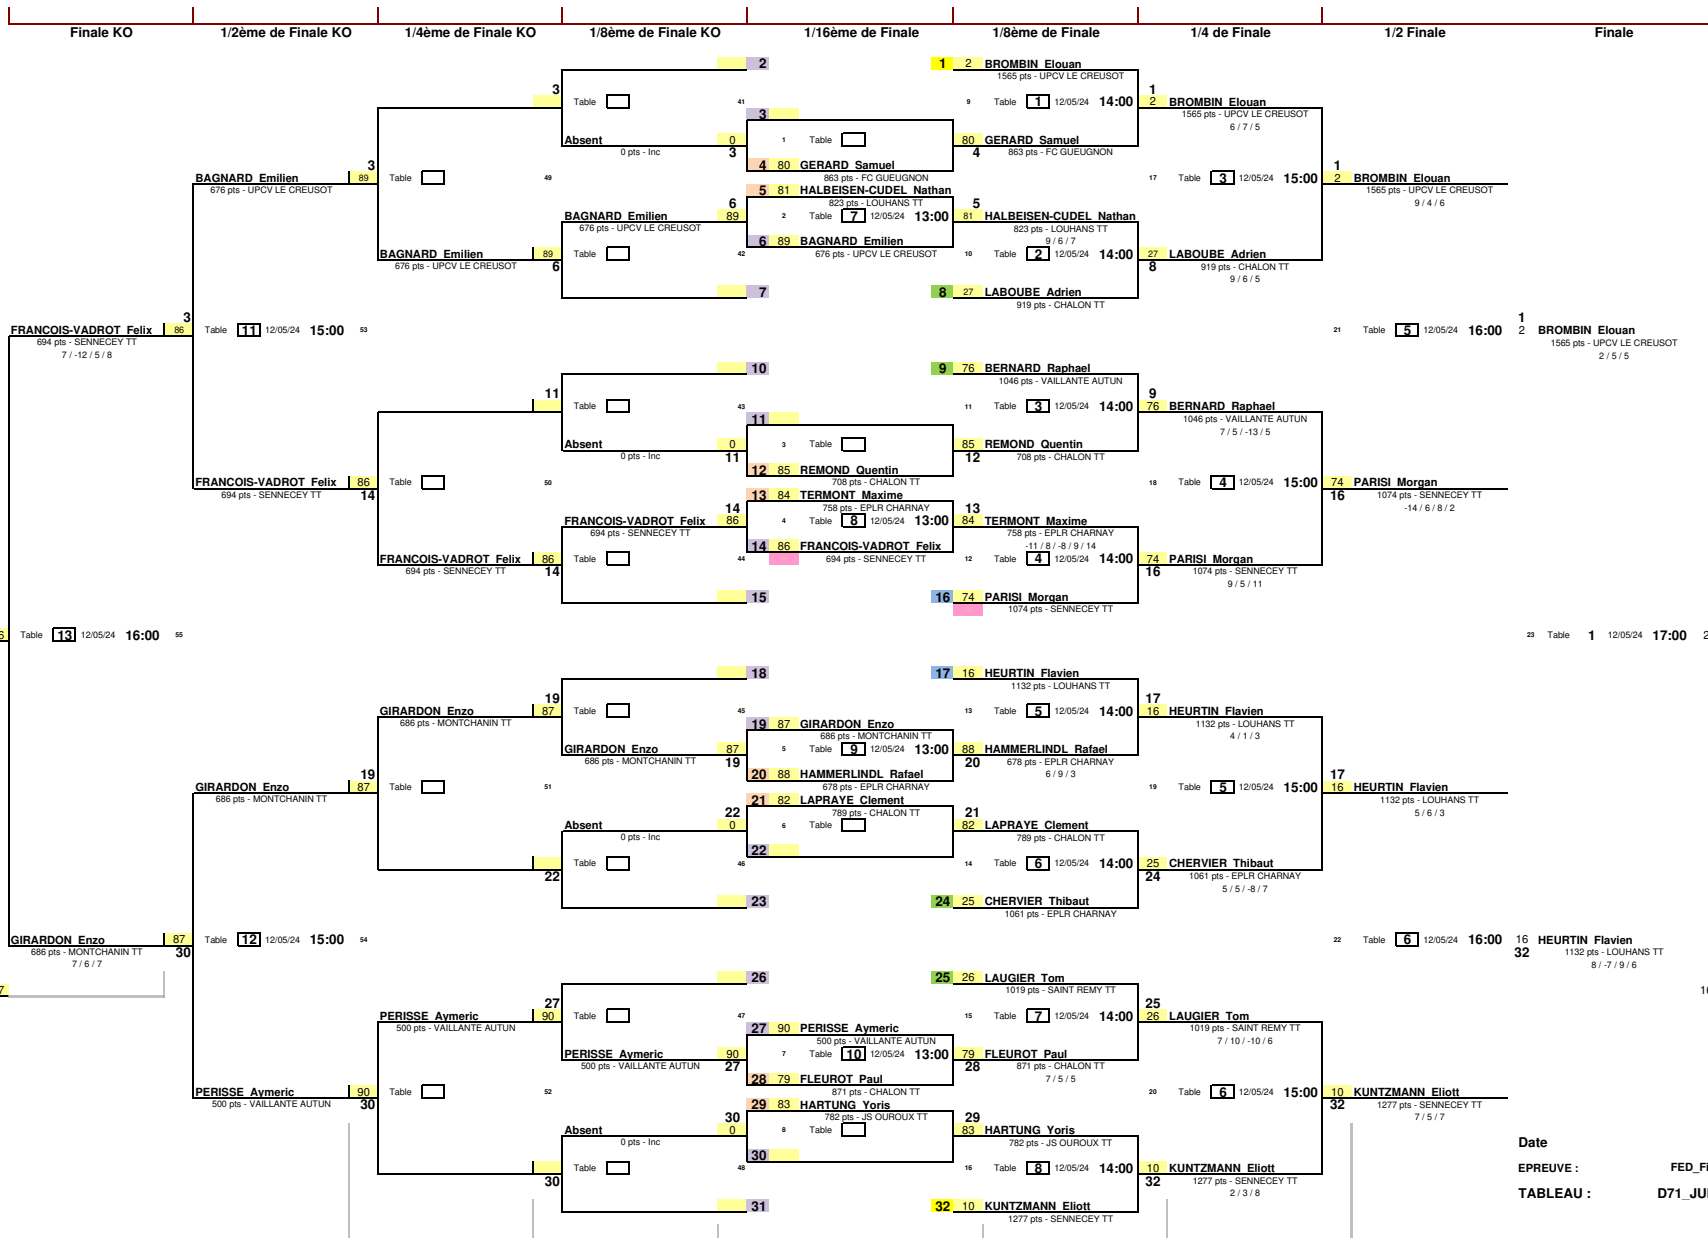 Finale KO 1/2ème de Finale KO 1/4ème de Finale KO 1/8ème de Finale KO 1/16ème de Finale 1/8ème de Finale 1/4 de Finale 1/2 Finale Finale
2 1 2 BROMBIN Elouan
1565 pts - UPCV LE CREUSOT
3 1
Table 41 9 Table 1 12/05/24 14:00 2 BROMBIN Elouan
3 1565 pts - UPCV LE CREUSOT
6 / 7 / 5
Absent 0 1 Table 80 GERARD Samuel
0 pts - Inc 3 4 863 pts - FC GUEUGNON
3 4 80 GERARD Samuel 1
863 pts - FC GUEUGNON
BAGNARD Emilien 89 Table 49 17 Table 3 12/05/24 15:00 2 BROMBIN Elouan
676 pts - UPCV LE CREUSOT 5 81 HALBEISEN-CUDEL Nathan 1565 pts - UPCV LE CREUSOT
6 823 pts - LOUHANS TT 5 9 / 4 / 6
BAGNARD Emilien 89 2 Table 7 12/05/24 13:00 81 HALBEISEN-CUDEL Nathan
676 pts - UPCV LE CREUSOT 823 pts - LOUHANS TT
6 89 BAGNARD Emilien 9 / 6 / 7
BAGNARD Emilien 89 Table 42 676 pts - UPCV LE CREUSOT 10 Table 2 12/05/24 14:00 27 LABOUBE Adrien
676 pts - UPCV LE CREUSOT 6 8 919 pts - CHALON TT
9 / 6 / 5
7 8 27 LABOUBE Adrien
919 pts - CHALON TT
3 1
FRANCOIS-VADROT Felix 86 Table 11 12/05/24 15:00 53 21 Table 5 12/05/24 16:00 2 BROMBIN Elouan
694 pts - SENNECEY TT 1565 pts - UPCV LE CREUSOT
7 / -12 / 5 / 8 2 / 5 / 5
10 9 76 BERNARD Raphael
1046 pts - VAILLANTE AUTUN
11 9
Table 43 11 Table 3 12/05/24 14:00 76 BERNARD Raphael
11 1046 pts - VAILLANTE AUTUN
7 / 5 / -13 / 5
Absent 0 3 Table 85 REMOND Quentin
0 pts - Inc 11 12 708 pts - CHALON TT
12 85 REMOND Quentin
708 pts - CHALON TT
FRANCOIS-VADROT Felix 86 Table 50 18 Table 4 12/05/24 15:00 74 PARISI Morgan
694 pts - SENNECEY TT 14 13 84 TERMONT Maxime 16 1074 pts - SENNECEY TT
14 758 pts - EPLR CHARNAY 13 -14 / 6 / 8 / 2
FRANCOIS-VADROT Felix 86 4 Table 8 12/05/24 13:00 84 TERMONT Maxime
694 pts - SENNECEY TT 758 pts - EPLR CHARNAY
14 86 FRANCOIS-VADROT Felix -11 / 8 / -8 / 9 / 14
FRANCOIS-VADROT Felix 86 Table 44 694 pts - SENNECEY TT 12 Table 4 12/05/24 14:00 74 PARISI Morgan
694 pts - SENNECEY TT 14 16 1074 pts - SENNECEY TT
9 / 5 / 11
15 16 74 PARISI Morgan
1074 pts - SENNECEY TT
6 Table 13 12/05/24 16:00 55 23 Table 1 12/05/24 17:00 2
18 17 16 HEURTIN Flavien
1132 pts - LOUHANS TT
19 17
GIRARDON Enzo 87 Table 45 13 Table 5 12/05/24 14:00 16 HEURTIN Flavien
686 pts - MONTCHANIN TT 19 87 GIRARDON Enzo 1132 pts - LOUHANS TT
686 pts - MONTCHANIN TT 4 / 1 / 3
GIRARDON Enzo 87 5 Table 9 12/05/24 13:00 88 HAMMERLINDL Rafael
686 pts - MONTCHANIN TT 19 20 678 pts - EPLR CHARNAY
19 20 88 HAMMERLINDL Rafael 6 / 9 / 3 17
GIRARDON Enzo 87 Table 51 678 pts - EPLR CHARNAY 19 Table 5 12/05/24 15:00 16 HEURTIN Flavien
686 pts - MONTCHANIN TT 21 82 LAPRAYE Clement 1132 pts - LOUHANS TT
22 789 pts - CHALON TT 21 5 / 6 / 3
Absent 0 6 Table 82 LAPRAYE Clement
0 pts - Inc 789 pts - CHALON TT
22
Table 46 14 Table 6 12/05/24 14:00 25 CHERVIER Thibaut
22 24 1061 pts - EPLR CHARNAY
5 / 5 / -8 / 7
23 24 25 CHERVIER Thibaut
1061 pts - EPLR CHARNAY
GIRARDON Enzo 87 Table 12 12/05/24 15:00 54 22 Table 6 12/05/24 16:00 16 HEURTIN Flavien
686 pts - MONTCHANIN TT 30 32 1132 pts - LOUHANS TT
7 / 6 / 7 8 / -7 / 9 / 6
26 25 26 LAUGIER Tom
7 1019 pts - SAINT REMY TT 16
27 25
PERISSE Aymeric 90 Table 47 15 Table 7 12/05/24 14:00 26 LAUGIER Tom
500 pts - VAILLANTE AUTUN 27 90 PERISSE Aymeric 1019 pts - SAINT REMY TT
500 pts - VAILLANTE AUTUN 7 / 10 / -10 / 6
PERISSE Aymeric 90 7 Table 10 12/05/24 13:00 79 FLEUROT Paul
500 pts - VAILLANTE AUTUN 27 28 871 pts - CHALON TT
28 79 FLEUROT Paul 7 / 5 / 5
PERISSE Aymeric 90 Table 52 871 pts - CHALON TT 20 Table 6 12/05/24 15:00 10 KUNTZMANN Eliott
500 pts - VAILLANTE AUTUN 30 29 83 HARTUNG Yoris 32 1277 pts - SENNECEY TT
30 782 pts - JS OUROUX TT 29 7 / 5 / 7
Absent 0 8 Table 83 HARTUNG Yoris
0 pts - Inc 782 pts - JS OUROUX TT Date
30
Table 48 16 Table 8 12/05/24 14:00 10 KUNTZMANN Eliott EPREUVE :
30 32 1277 pts - SENNECEY TT
2 / 3 / 8 TABLEAU : D71_JU
31 32 10 KUNTZMANN Eliott
1277 pts - SENNECEY TT